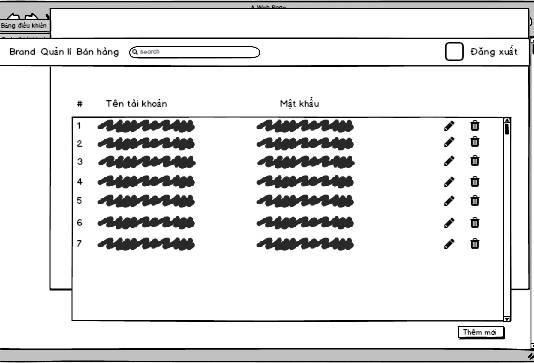 A Web Page
Bảng điều khiển
Brand Quản lí Bán hàng search Đăng xuất
# Tên tài khoản Mật khẩu
1
2
3
4
5
6
7
Thêm mới